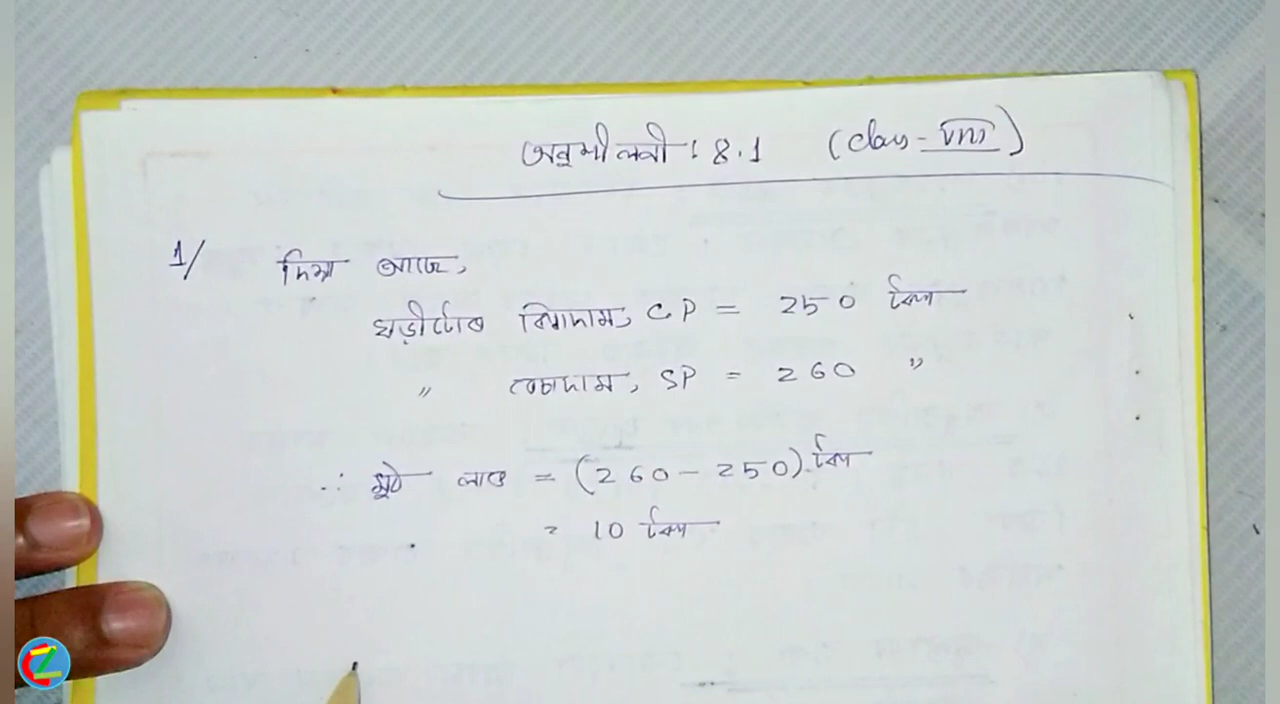 অনুশীলনী : 8.1 (Class - VIII)
1/ দিয়া আছে,
ঘড়ীটোৰ কিনাদাম, CP = 250 টকা
" বেচাদাম, SP = 260 "
∴ মুঠ লাভ = (260 - 250) টকা
= 10 টকা
CZ